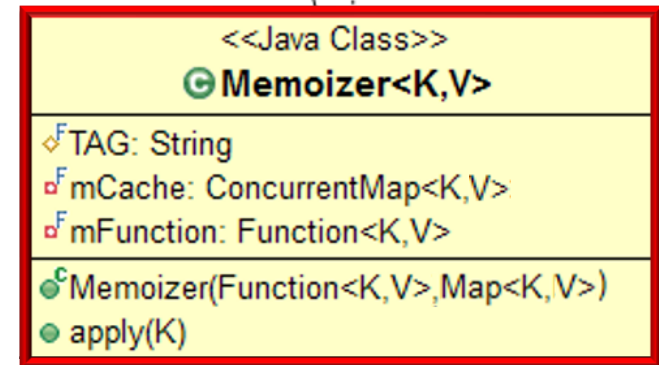 <<Java Class>>
C Memoizer<K,V>
F TAG: String
F mCache: ConcurrentMap<K,V>
F mFunction: Function<K,V>
C Memoizer(Function<K,V>,Map<K,V>)
apply(K)